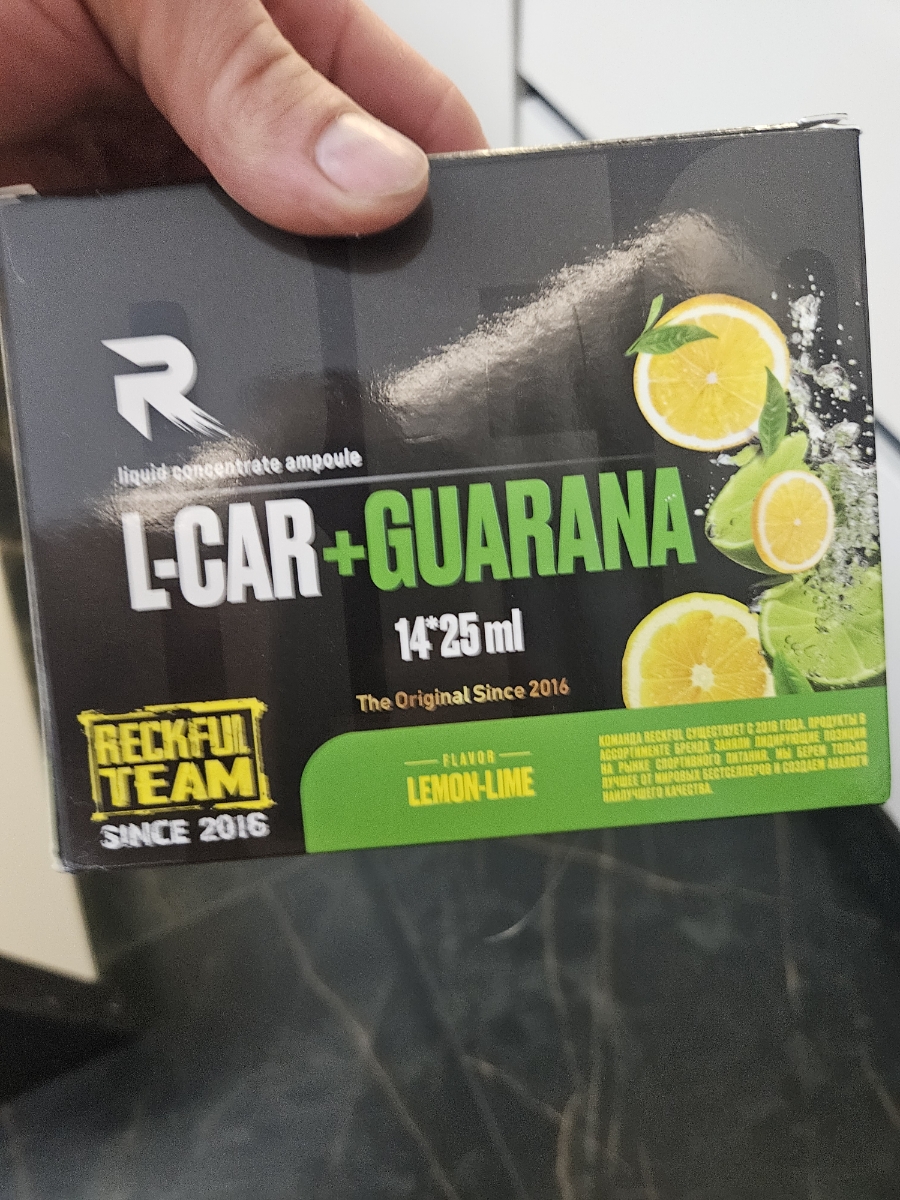 liquid concentrate ampoule
L-CAR+GUARANA
14*25 ml
The Original Since 2016
RECKFUL
TEAM
SINCE 2016
FLAVOR
LEMON-LIME
КОМАНДА RECKFUL СУЩЕСТВУЕТ С 2016 ГОДА. ПРОДУКТЫ В
АССОРТИМЕНТЕ БРЕНДА ЗАНЯЛИ ЛИДИРУЮЩИЕ ПОЗИЦИИ
НА РЫНКЕ СПОРТИВНОГО ПИТАНИЯ. МЫ БЕРЕМ ТОЛЬКО
ЛУЧШЕЕ ОТ МИРОВЫХ БЕСТСЕЛЛЕРОВ И СОЗДАЕМ АНАЛОГИ
НАИЛУЧШЕГО КАЧЕСТВА.